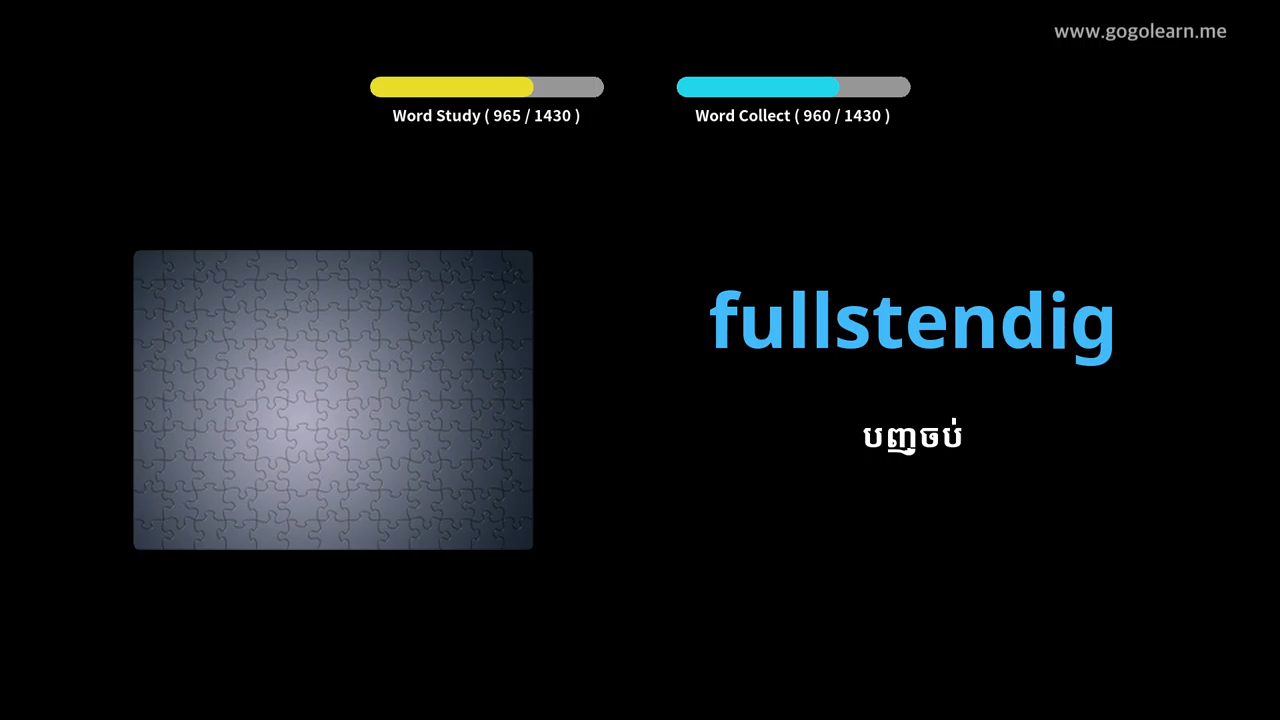 www.gogolearn.me
Word Study ( 965 / 1430 )
Word Collect ( 960 / 1430 )
fullstendig
បញ្ចប់